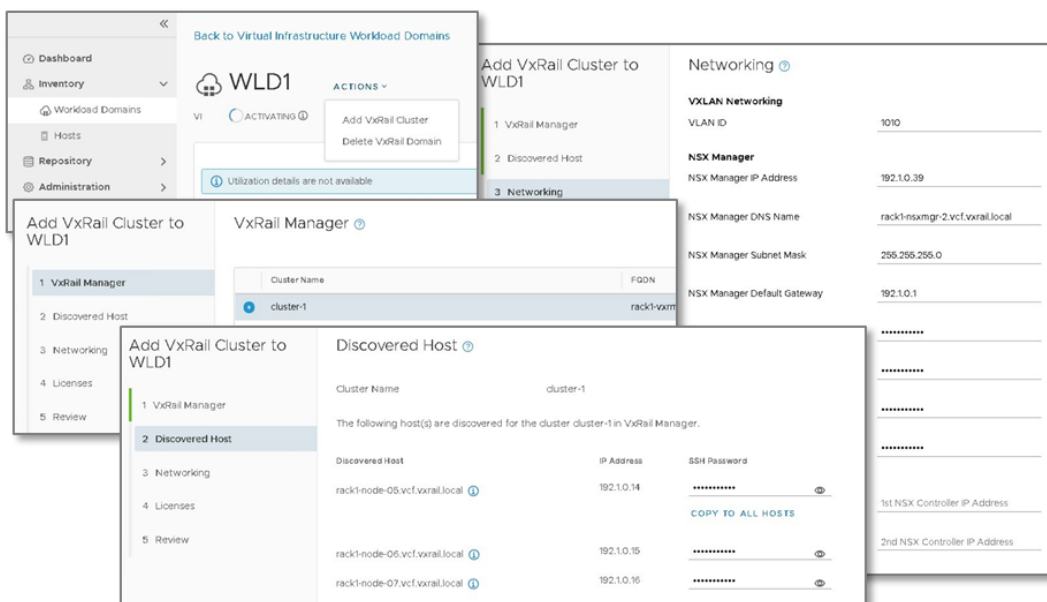 Dashboard
Inventory
Workload Domains
Hosts
Repository
Administration
Back to Virtual Infrastructure Workload Domains
WLD1
ACTIONS
VI ACTIVATING
Add VxRail Cluster
Delete VxRail Domain
Utilization details are not available
Add VxRail Cluster to
WLD1
1 VxRail Manager
2 Discovered Host
3 Networking
Networking
VXLAN Networking
VLAN ID 1010
NSX Manager
NSX Manager IP Address 192.1.0.39
NSX Manager DNS Name rack1-nsxmgr-2.vcf.vxrail.local
NSX Manager Subnet Mask 255.255.255.0
NSX Manager Default Gateway 192.1.0.1
•••••••••••
•••••••••••
•••••••••••
•••••••••••
1st NSX Controller IP Address
2nd NSX Controller IP Address
Add VxRail Cluster to
WLD1
1 VxRail Manager
2 Discovered Host
3 Networking
4 Licenses
5 Review
VxRail Manager
Cluster Name FQDN
cluster-1 rack1-vxrm
Add VxRail Cluster to
WLD1
1 VxRail Manager
2 Discovered Host
3 Networking
4 Licenses
5 Review
Discovered Host
Cluster Name cluster-1
The following host(s) are discovered for the cluster cluster-1 in VxRail Manager.
Discovered Host IP Address SSH Password
rack1-node-05.vcf.vxrail.local 192.1.0.14 •••••••••••
COPY TO ALL HOSTS
rack1-node-06.vcf.vxrail.local 192.1.0.15 •••••••••••
rack1-node-07.vcf.vxrail.local 192.1.0.16 •••••••••••